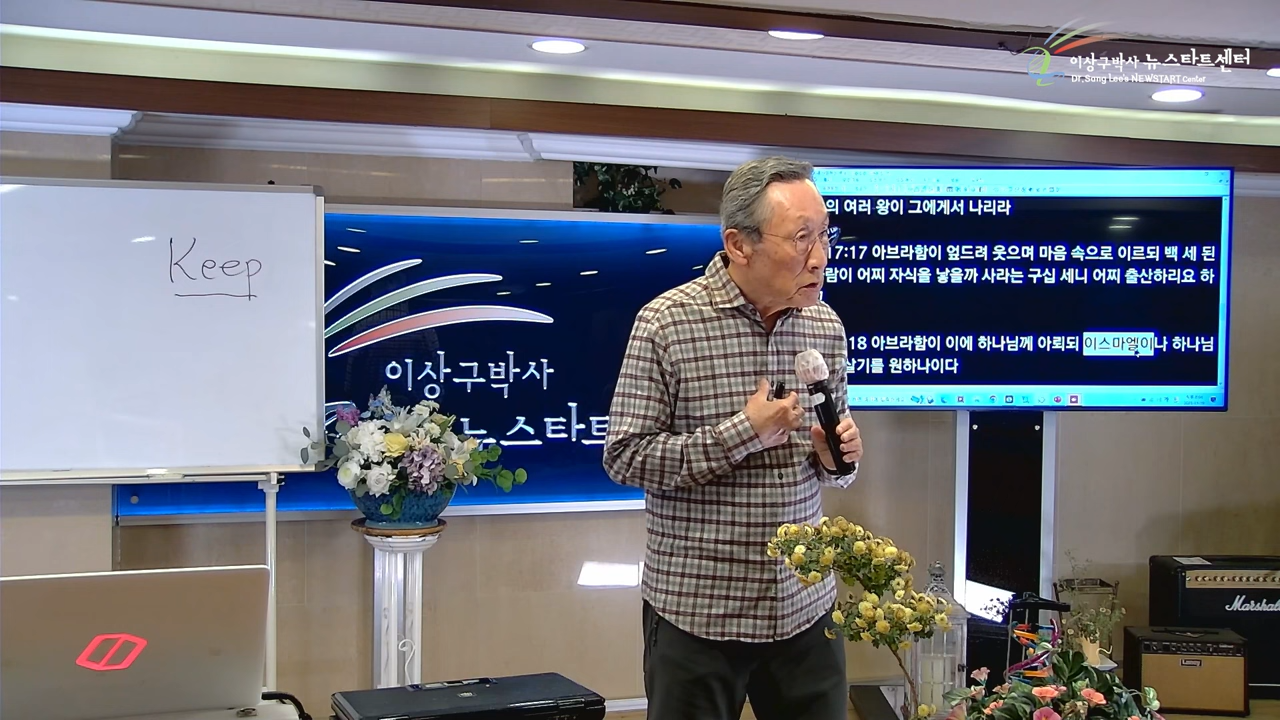 이상구박사 뉴스타트센터
Dr. Sang Lee's NEWSTART Center
의 여러 왕이 그에게서 나리라
17:17 아브라함이 엎드려 웃으며 마음 속으로 이르되 백 세 된
람이 어찌 자식을 낳을까 사라는 구십 세니 어찌 출산하리요 하
18 아브라함이 이에 하나님께 아뢰되 이스마엘이나 하나님
살기를 원하나이다
Keep
이상구박사
뉴스타트
Marshall
Laney